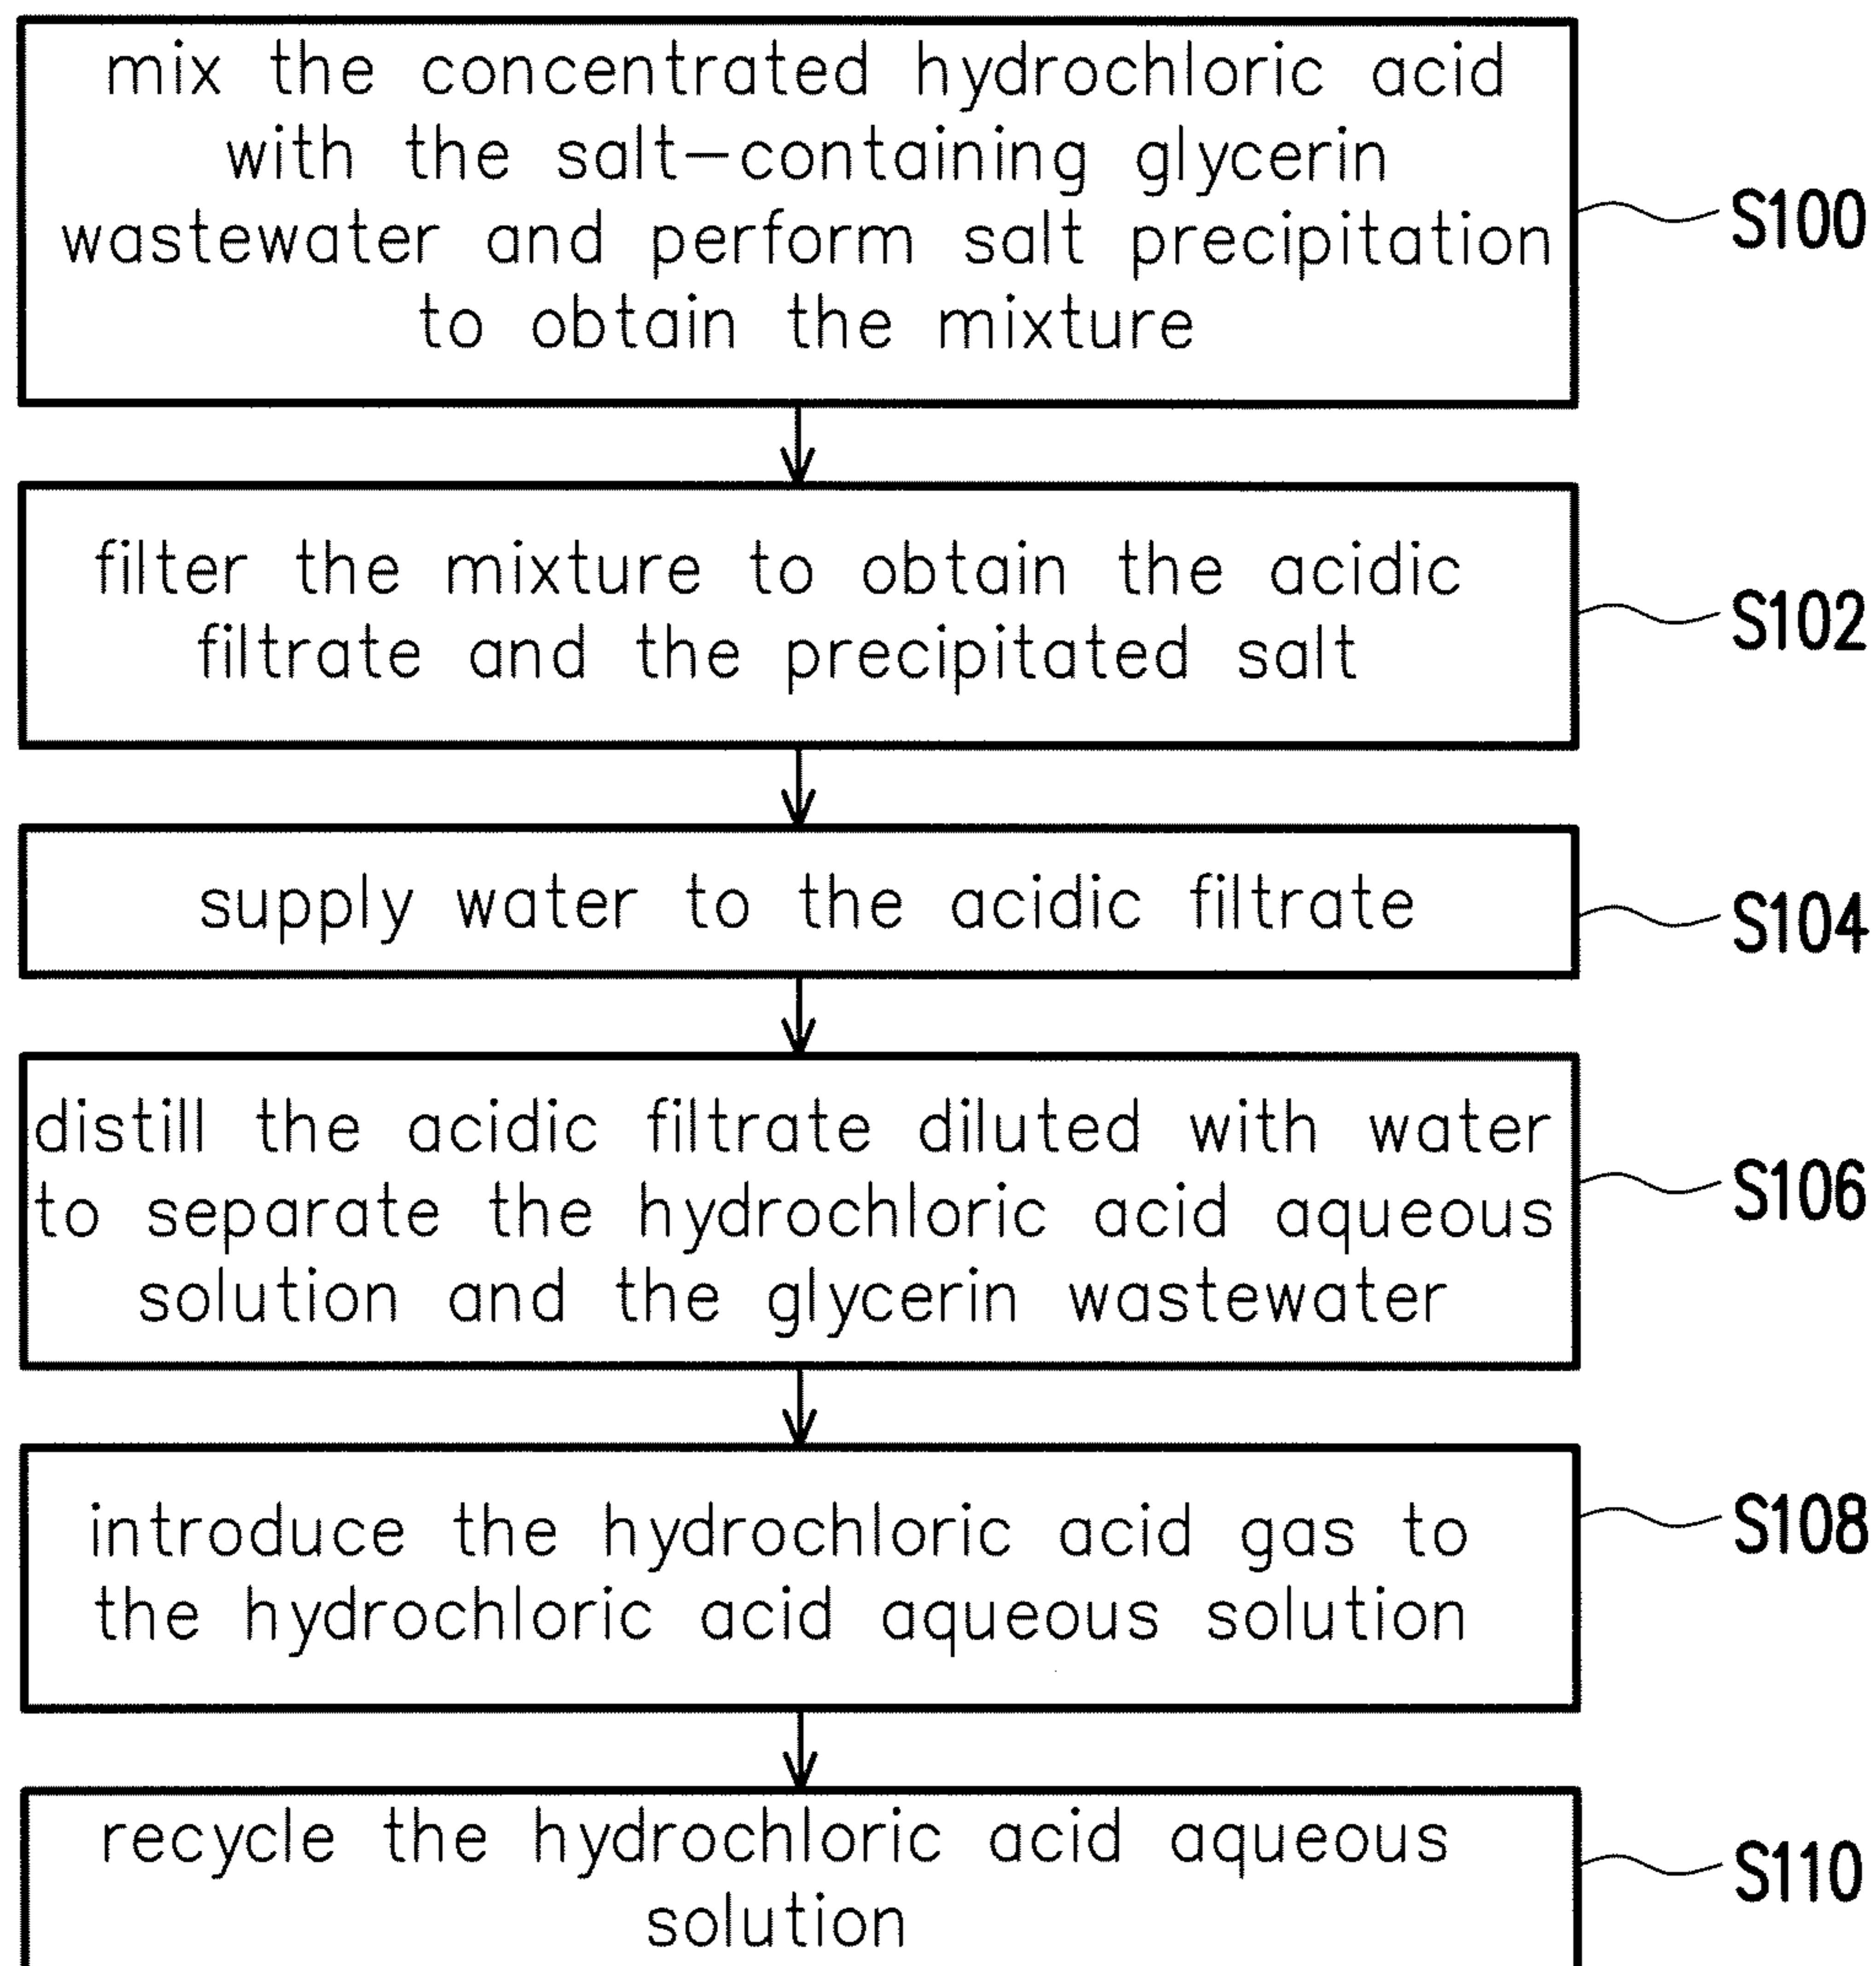 mix the concentrated hydrochloric acid
with the salt-containing glycerin
wastewater and perform salt precipitation
to obtain the mixture
S100
filter the mixture to obtain the acidic
filtrate and the precipitated salt
S102
supply water to the acidic filtrate
S104
distill the acidic filtrate diluted with water
to separate the hydrochloric acid aqueous
solution and the glycerin wastewater
S106
introduce the hydrochloric acid gas to
the hydrochloric acid aqueous solution
S108
recycle the hydrochloric acid aqueous
solution
S110